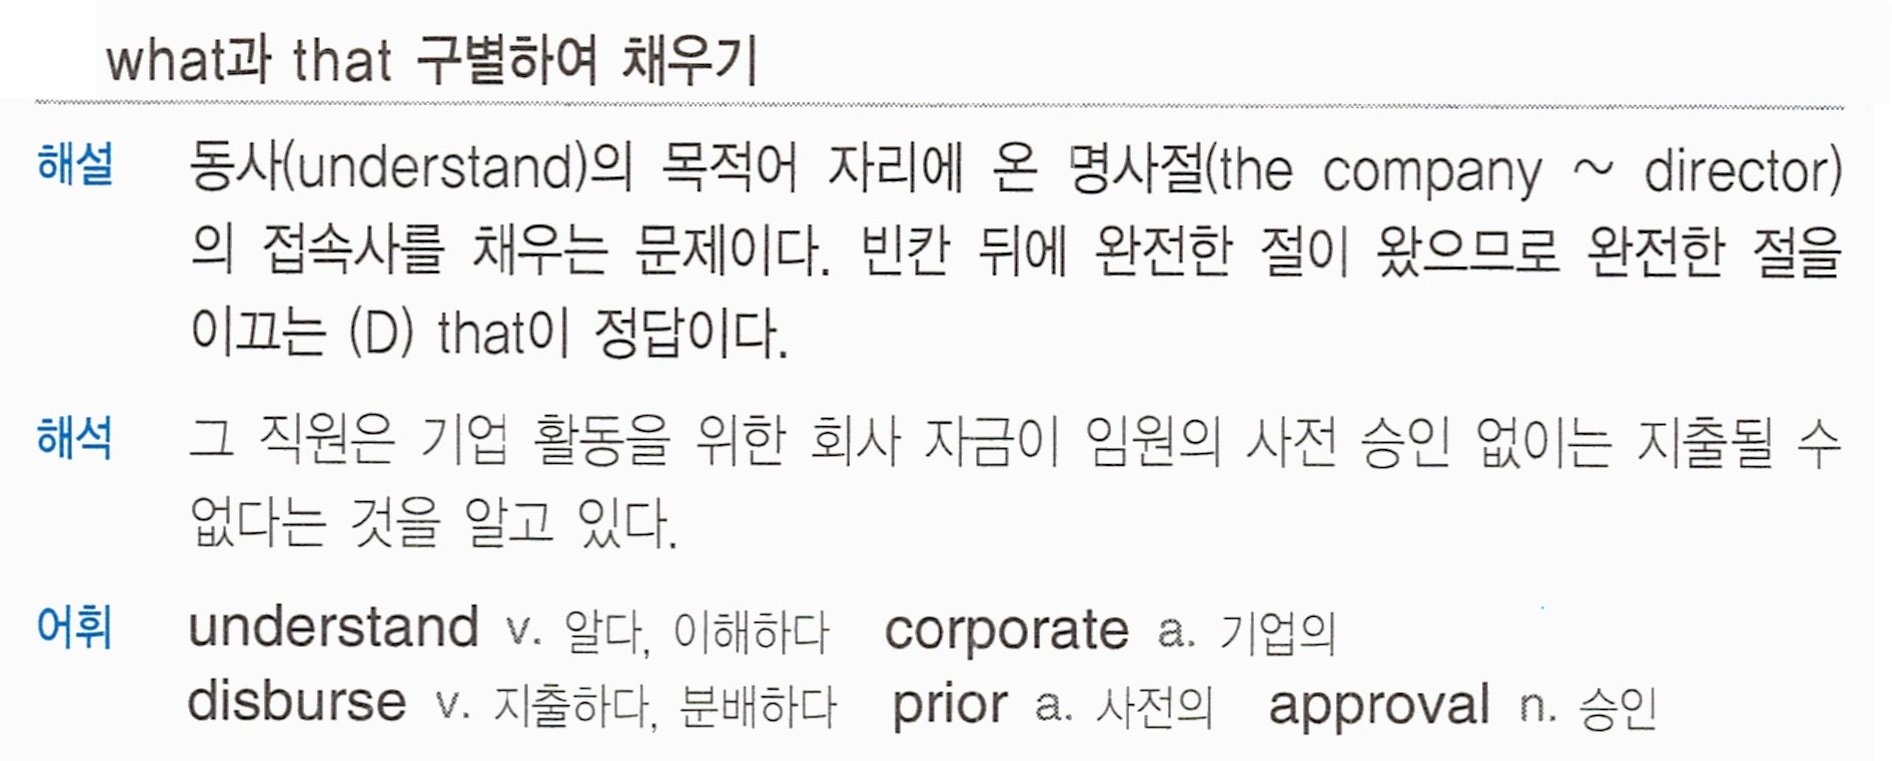 what과 that 구별하여 채우기
해설 동사(understand)의 목적어 자리에 온 명사절(the company ~ director)
의 접속사를 채우는 문제이다. 빈칸 뒤에 완전한 절이 왔으므로 완전한 절을
이끄는 (D) that이 정답이다.
해석 그 직원은 기업 활동을 위한 회사 자금이 임원의 사전 승인 없이는 지출될 수
없다는 것을 알고 있다.
어휘 understand v. 알다, 이해하다 corporate a. 기업의
disburse v. 지출하다, 분배하다 prior a. 사전의 approval n. 승인